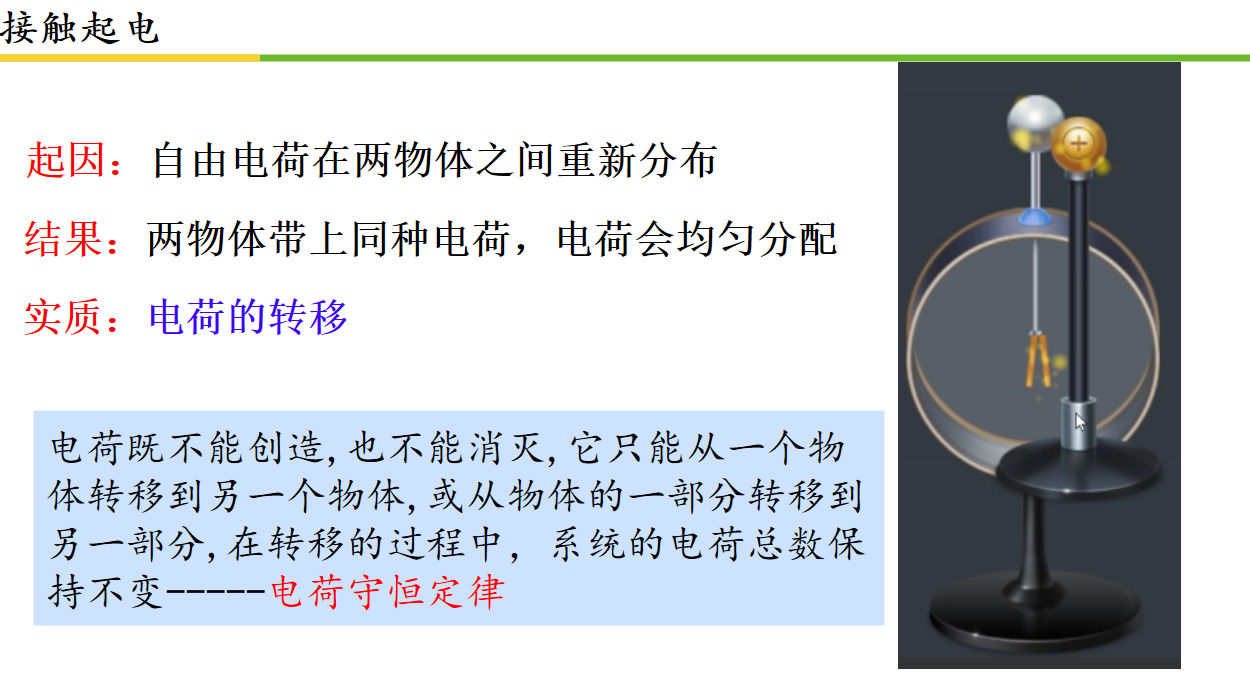 接触起电
起因：自由电荷在两物体之间重新分布
结果：两物体带上同种电荷，电荷会均匀分配
实质：电荷的转移
电荷既不能创造,也不能消灭,它只能从一个物
体转移到另一个物体,或从物体的一部分转移到
另一部分,在转移的过程中，系统的电荷总数保
持不变-----电荷守恒定律
+